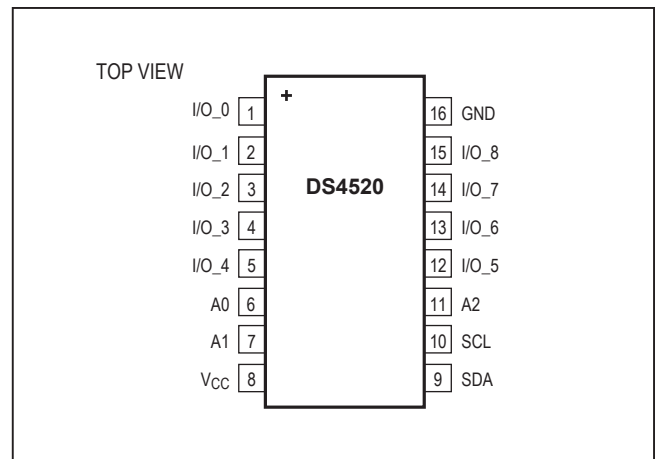 TOP VIEW
I/O_0 1
I/O_1 2
I/O_2 3
I/O_3 4
I/O_4 5
A0 6
A1 7
VCC 8
+
DS4520
16 GND
15 I/O_8
14 I/O_7
13 I/O_6
12 I/O_5
11 A2
10 SCL
9 SDA